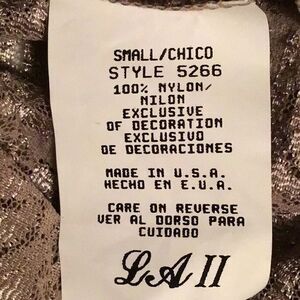 SMALL/CHICO
STYLE 5266
100% NYLON/
NILON
EXCLUSIVE
OF DECORATION
EXCLUSIVO
DE DECORACIONES
MADE IN U.S.A.
HECHO EN E.U.A.
CARE ON REVERSE
VER AL DORSO PARA
CUIDADO
LA II